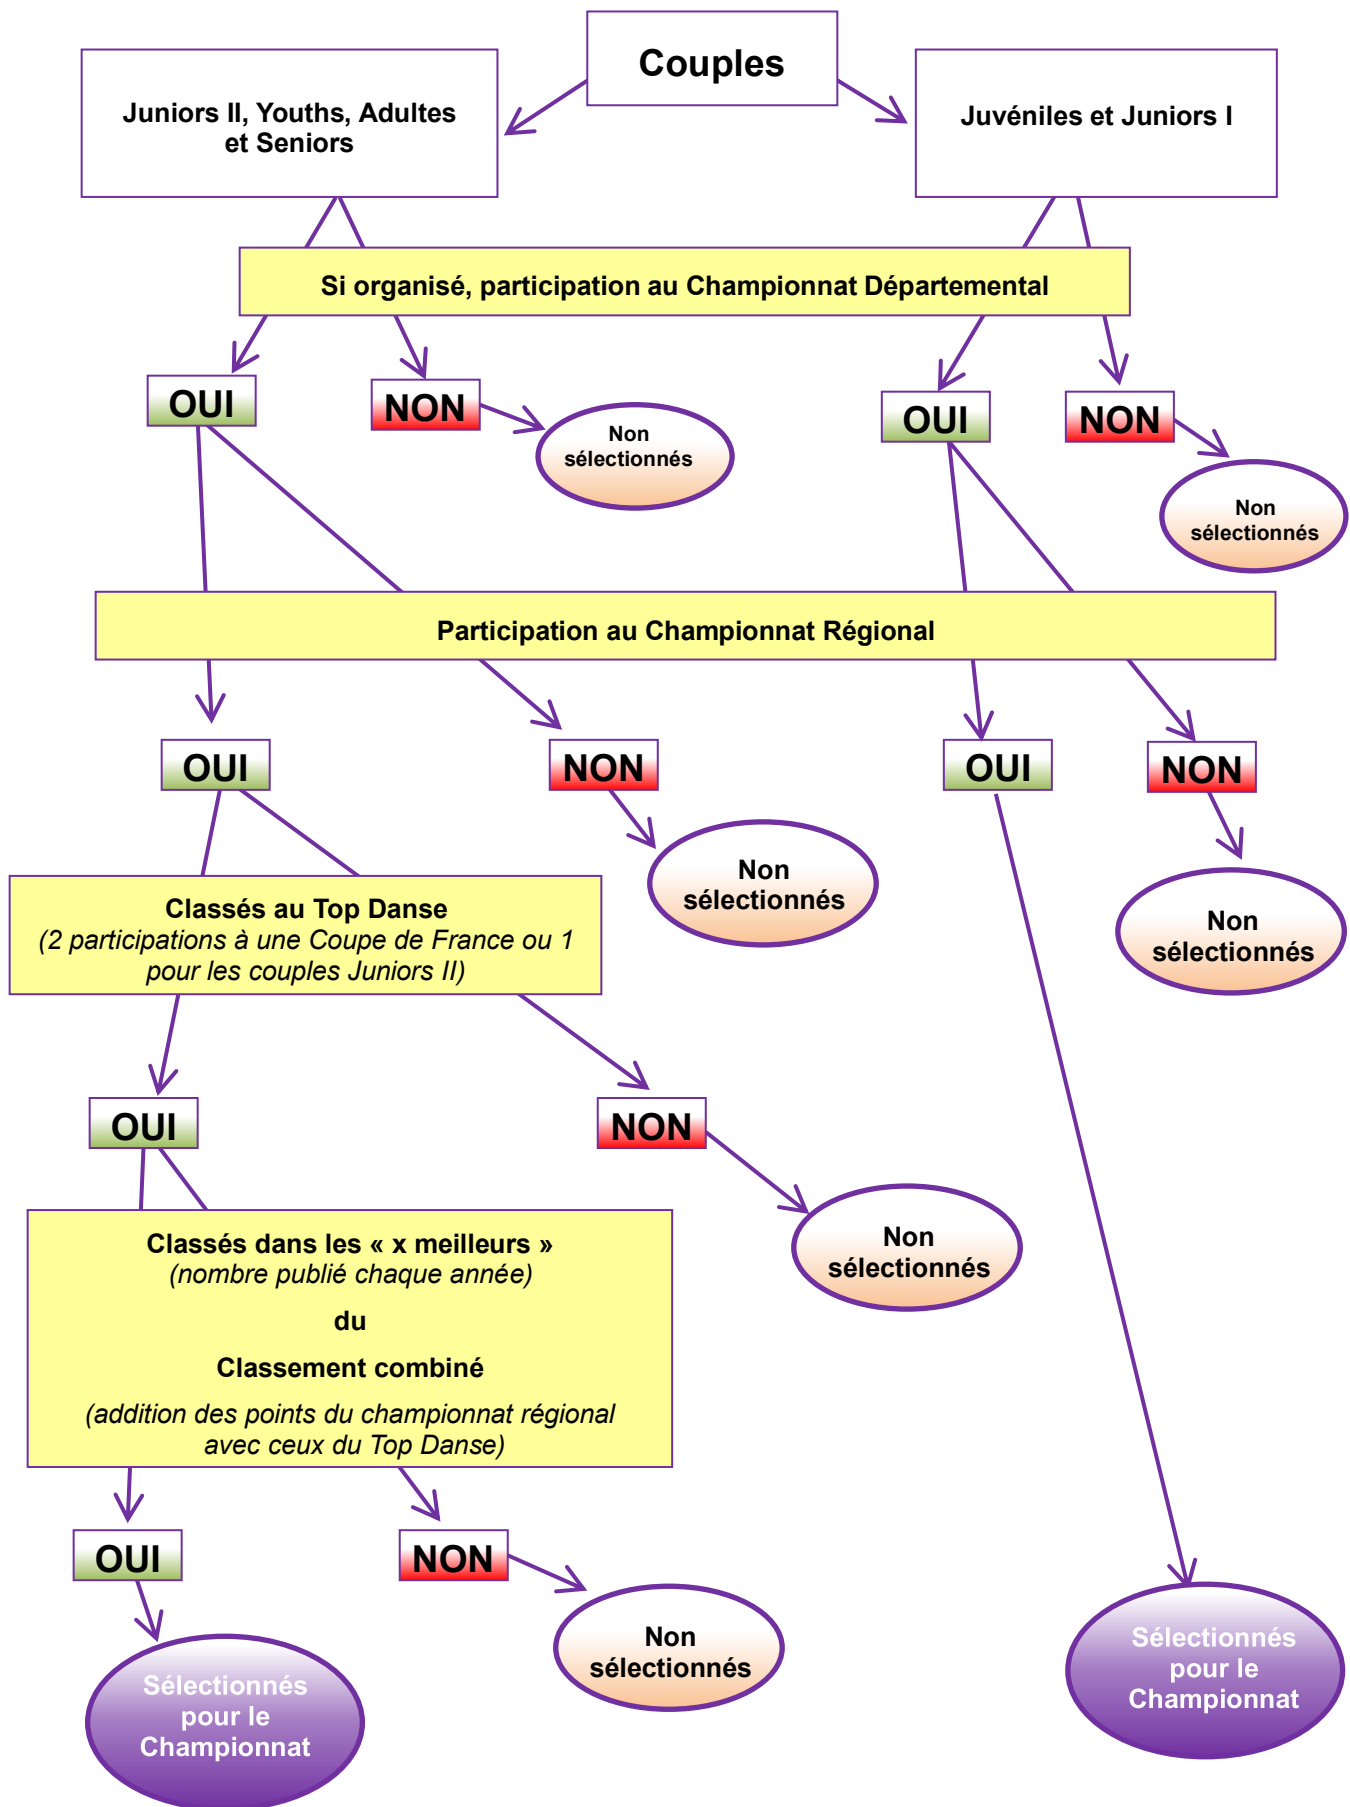 Couples
Juniors II, Youths, Adultes
et Seniors
Juvéniles et Juniors I
Si organisé, participation au Championnat Départemental
OUI
NON
Non
sélectionnés
OUI
NON
Non
sélectionnés
Participation au Championnat Régional
OUI
NON
Non
sélectionnés
OUI
NON
Non
sélectionnés
Classés au Top Danse
(2 participations à une Coupe de France ou 1
pour les couples Juniors II)
OUI
NON
Non
sélectionnés
Classés dans les « x meilleurs »
(nombre publié chaque année)
du
Classement combiné
(addition des points du championnat régional
avec ceux du Top Danse)
OUI
NON
Non
sélectionnés
Sélectionnés
pour le
Championnat
Sélectionnés
pour le
Championnat